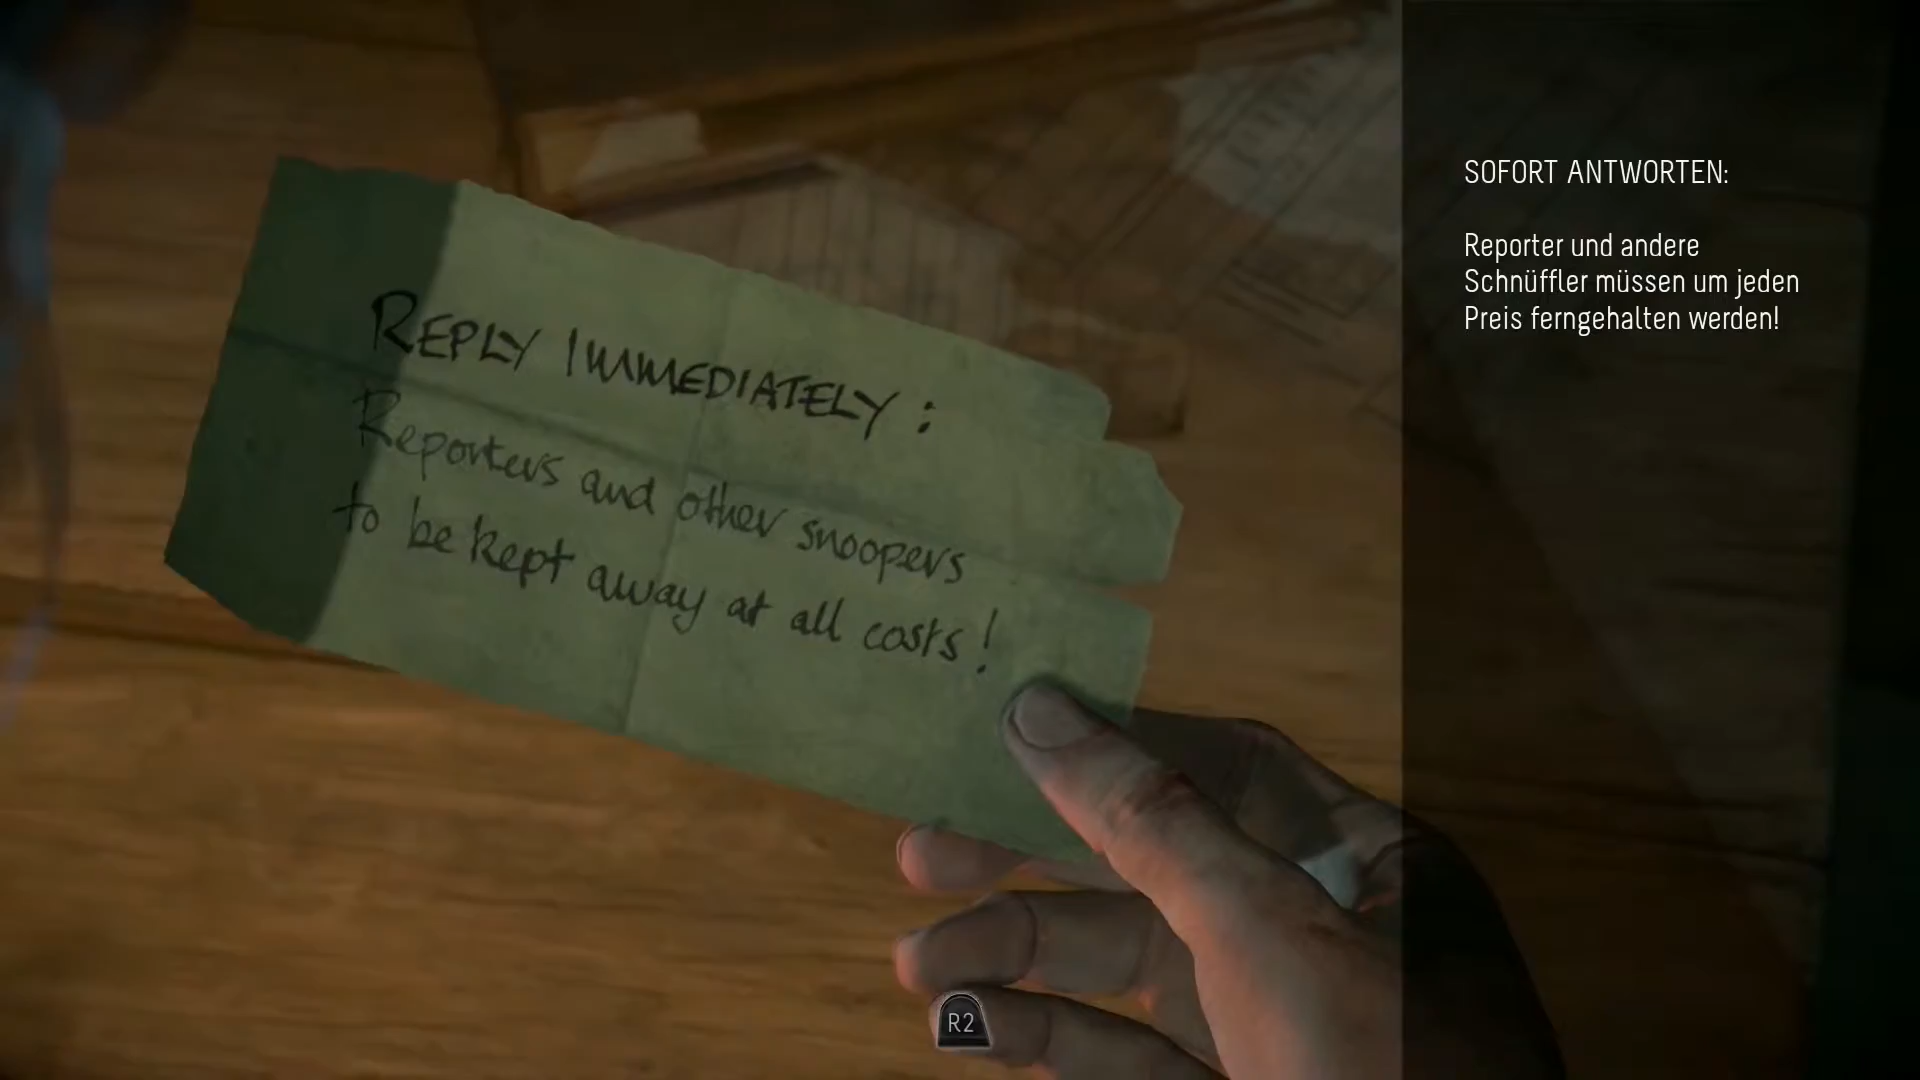 REPLY IMMEDIATELY:
Reporters and other snoopers
to be kept away at all costs!
SOFORT ANTWORTEN:
Reporter und andere
Schnüffler müssen um jeden
Preis ferngehalten werden!
R2